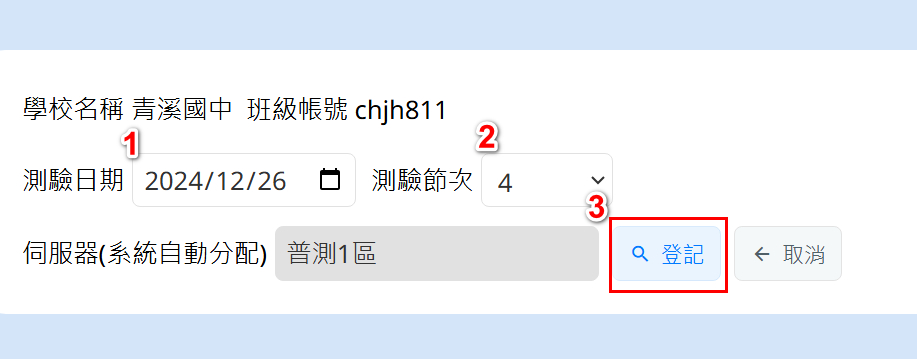 學校名稱 青溪國中 班級帳號 chjh811
1 2
測驗日期 2024/12/26 測驗節次 4
3
伺服器(系統自動分配) 普測1區 登記 取消